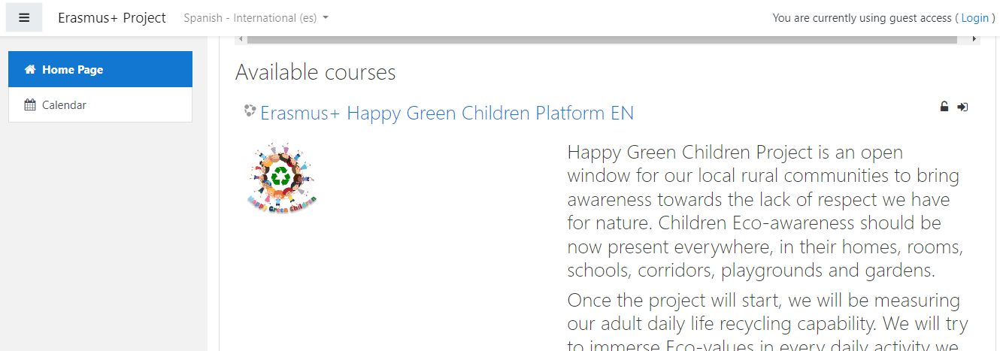 Erasmus+ Project Spanish - International (es) You are currently using guest access ( Login )
Home Page
Calendar
Available courses
Erasmus+ Happy Green Children Platform EN
Happy Green Children
Happy Green Children Project is an open
window for our local rural communities to bring
awareness towards the lack of respect we have
for nature. Children Eco-awareness should be
now present everywhere, in their homes, rooms,
schools, corridors, playgrounds and gardens.
Once the project will start, we will be measuring
our adult daily life recycling capability. We will try
to immerse Eco-values in every daily activity we